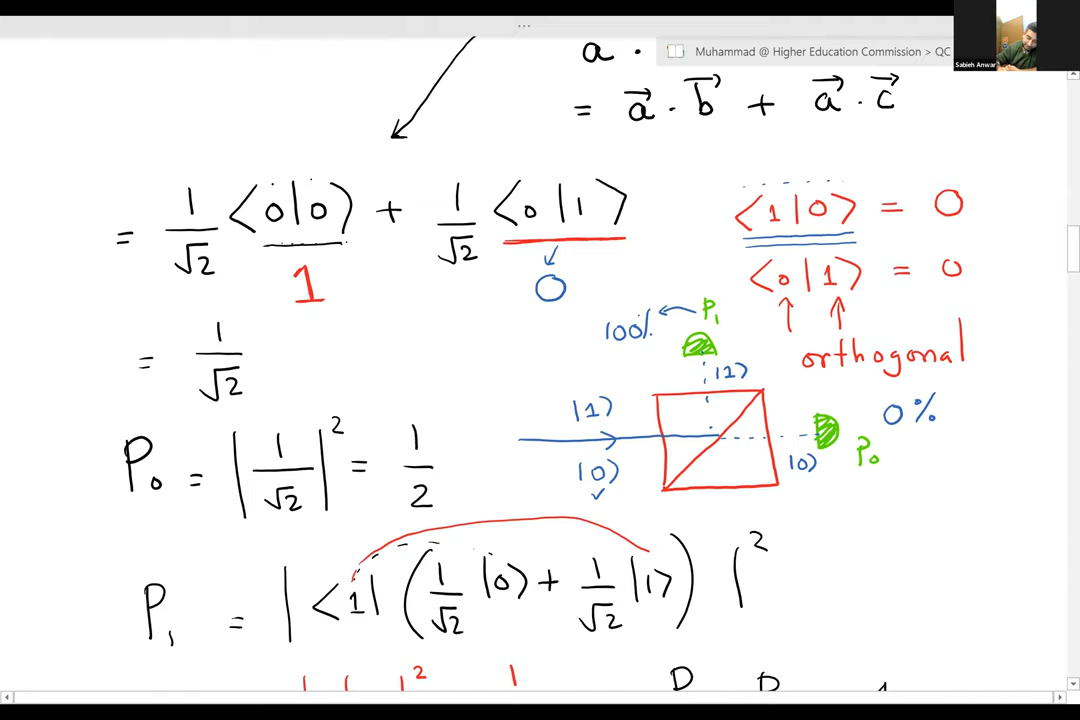 ...
a ·
Muhammad @ Higher Education Commission > QC
Sabieh Anwar
= a⃗ · b⃗ + a⃗ · c⃗
= 1/√2 <0|0> + 1/√2 <0|1>
1
0
<1|0> = 0
<0|1> = 0
orthogonal
= 1/√2
100% ← P₁
|1>
|1>
|0>
|0>
P₀
0%
P₀ = |1/√2|² = 1/2
P₁ = |<1| (1/√2 |0> + 1/√2 |1>)|²